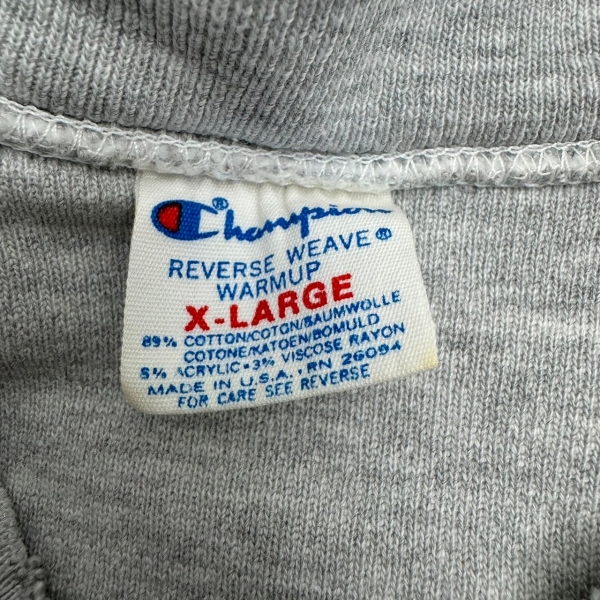 Champion®
REVERSE WEAVE®
WARMUP
X-LARGE
89% COTTON/COTON/BAUMWOLLE
COTONE/KATOEN/BOMULD
% ACRYLIC • 3% VISCOSE RAYON
MADE IN U.S.A. RN 26094
FOR CARE SEE REVERSE